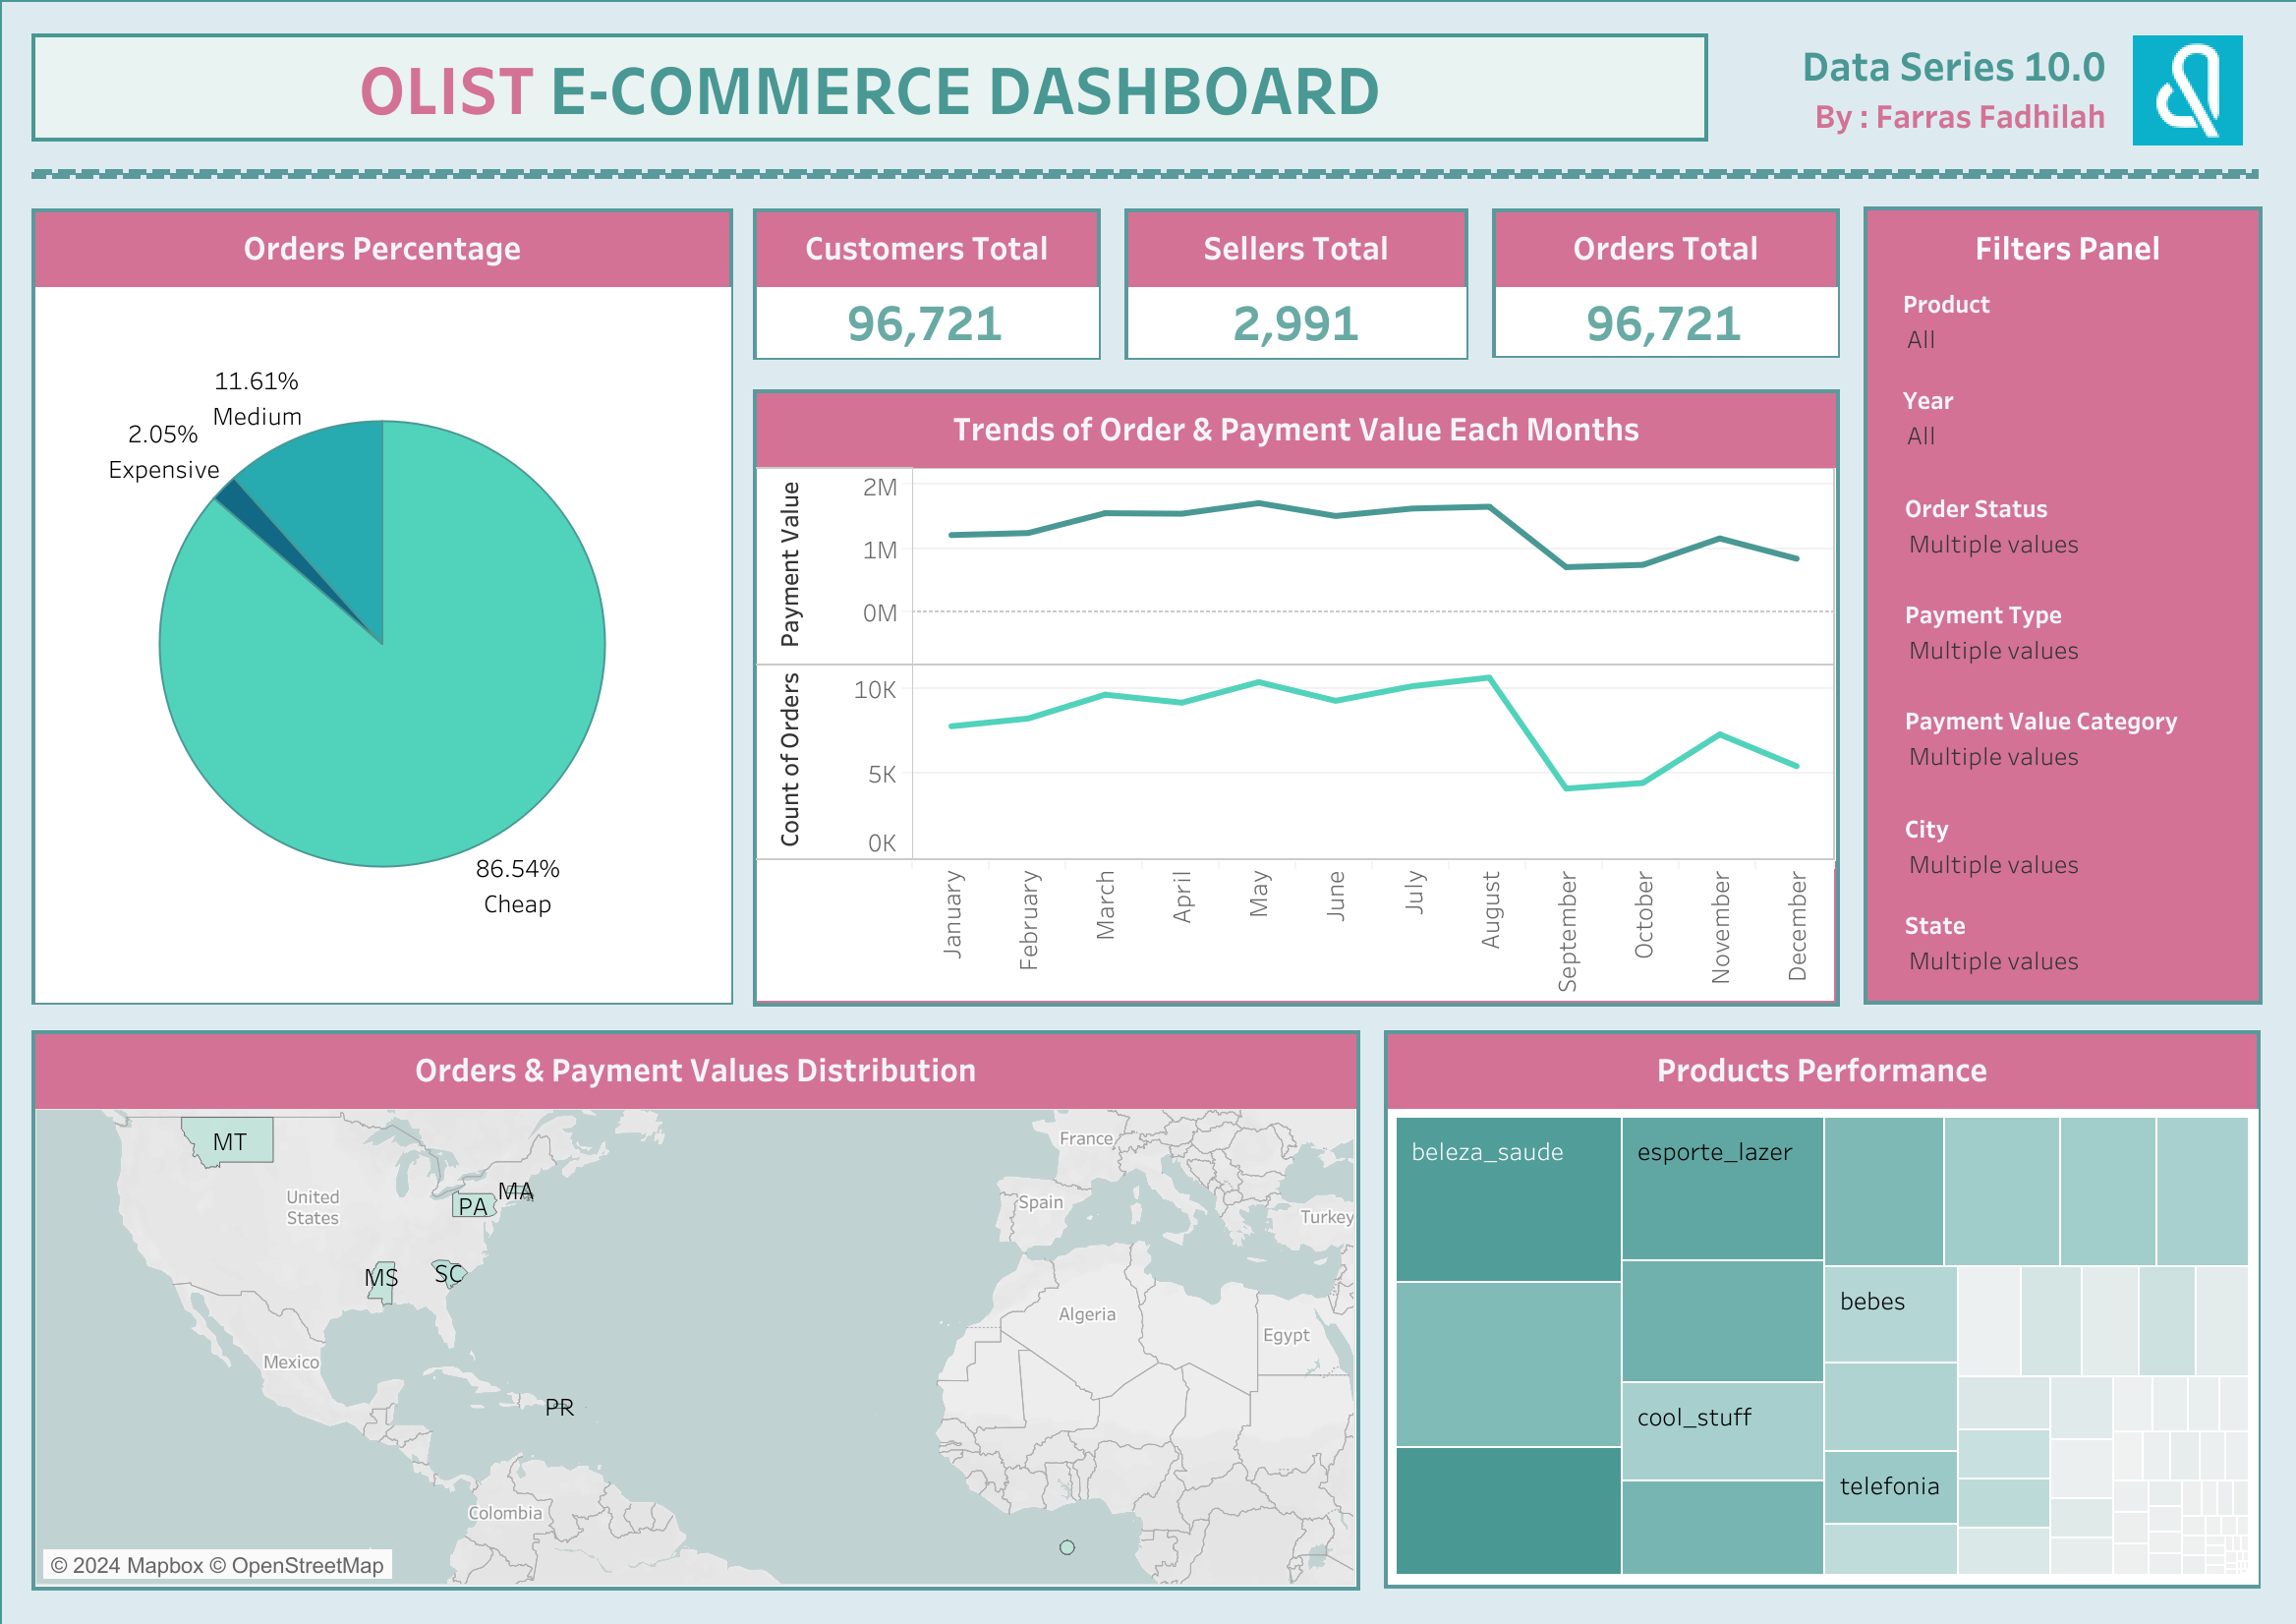 OLIST E-COMMERCE DASHBOARD
Data Series 10.0
By : Farras Fadhilah
Orders Percentage
11.61%
Medium
2.05%
Expensive
86.54%
Cheap
Customers Total
96,721
Sellers Total
2,991
Orders Total
96,721
Trends of Order & Payment Value Each Months
Payment Value
2M
1M
0M
Count of Orders
10K
5K
0K
January
February
March
April
May
June
July
August
September
October
November
December
Filters Panel
Product
All
Year
All
Order Status
Multiple values
Payment Type
Multiple values
Payment Value Category
Multiple values
City
Multiple values
State
Multiple values
Orders & Payment Values Distribution
MT
United
States
PA
MA
MS
SC
Mexico
PR
Colombia
France
Spain
Turkey
Algeria
Egypt
© 2024 Mapbox © OpenStreetMap
Products Performance
beleza_saude
esporte_lazer
bebes
cool_stuff
telefonia